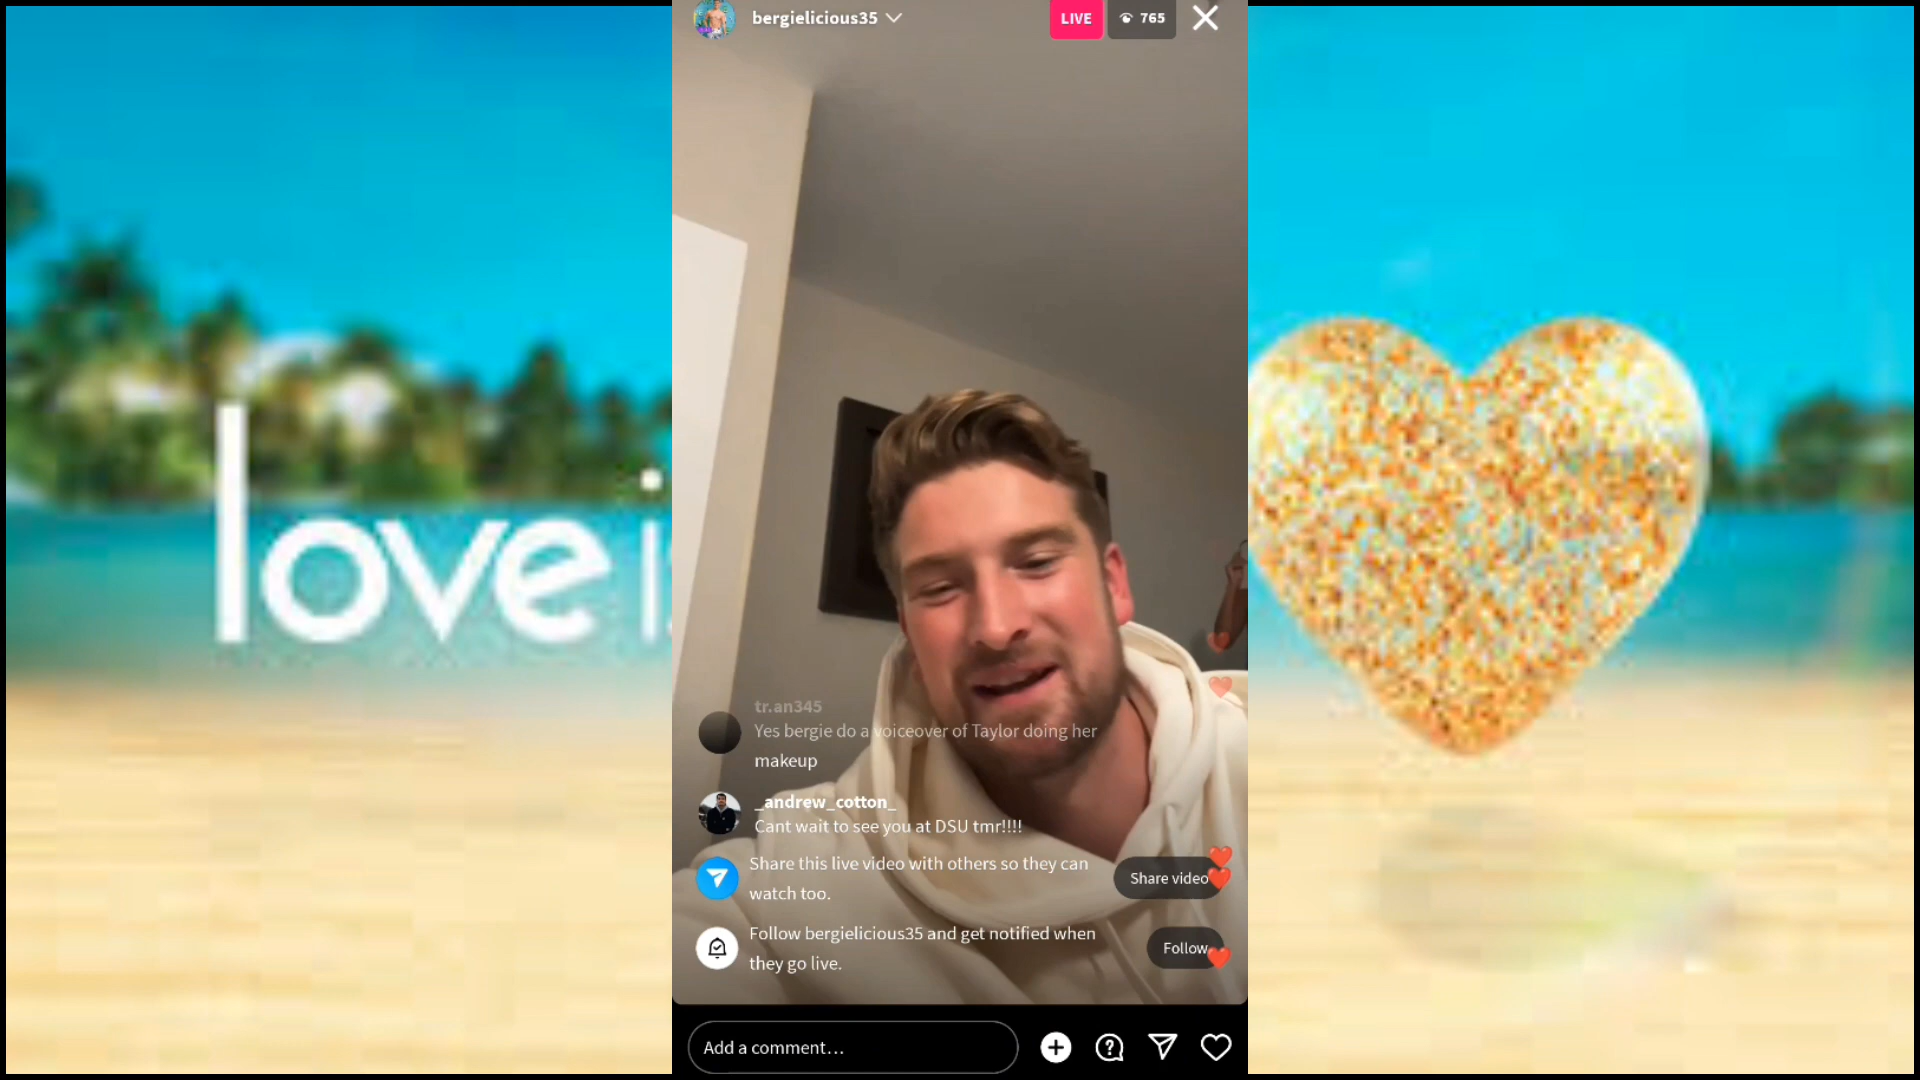 bergielicious35
LIVE
765
love is
tr.an345
Yes bergie do a voiceover of Taylor doing her
makeup
_andrew_cotton_
Cant wait to see you at DSU tmr!!!!
Share this live video with others so they can
watch too.
Share video
Follow bergielicious35 and get notified when
they go live.
Follow
Add a comment...